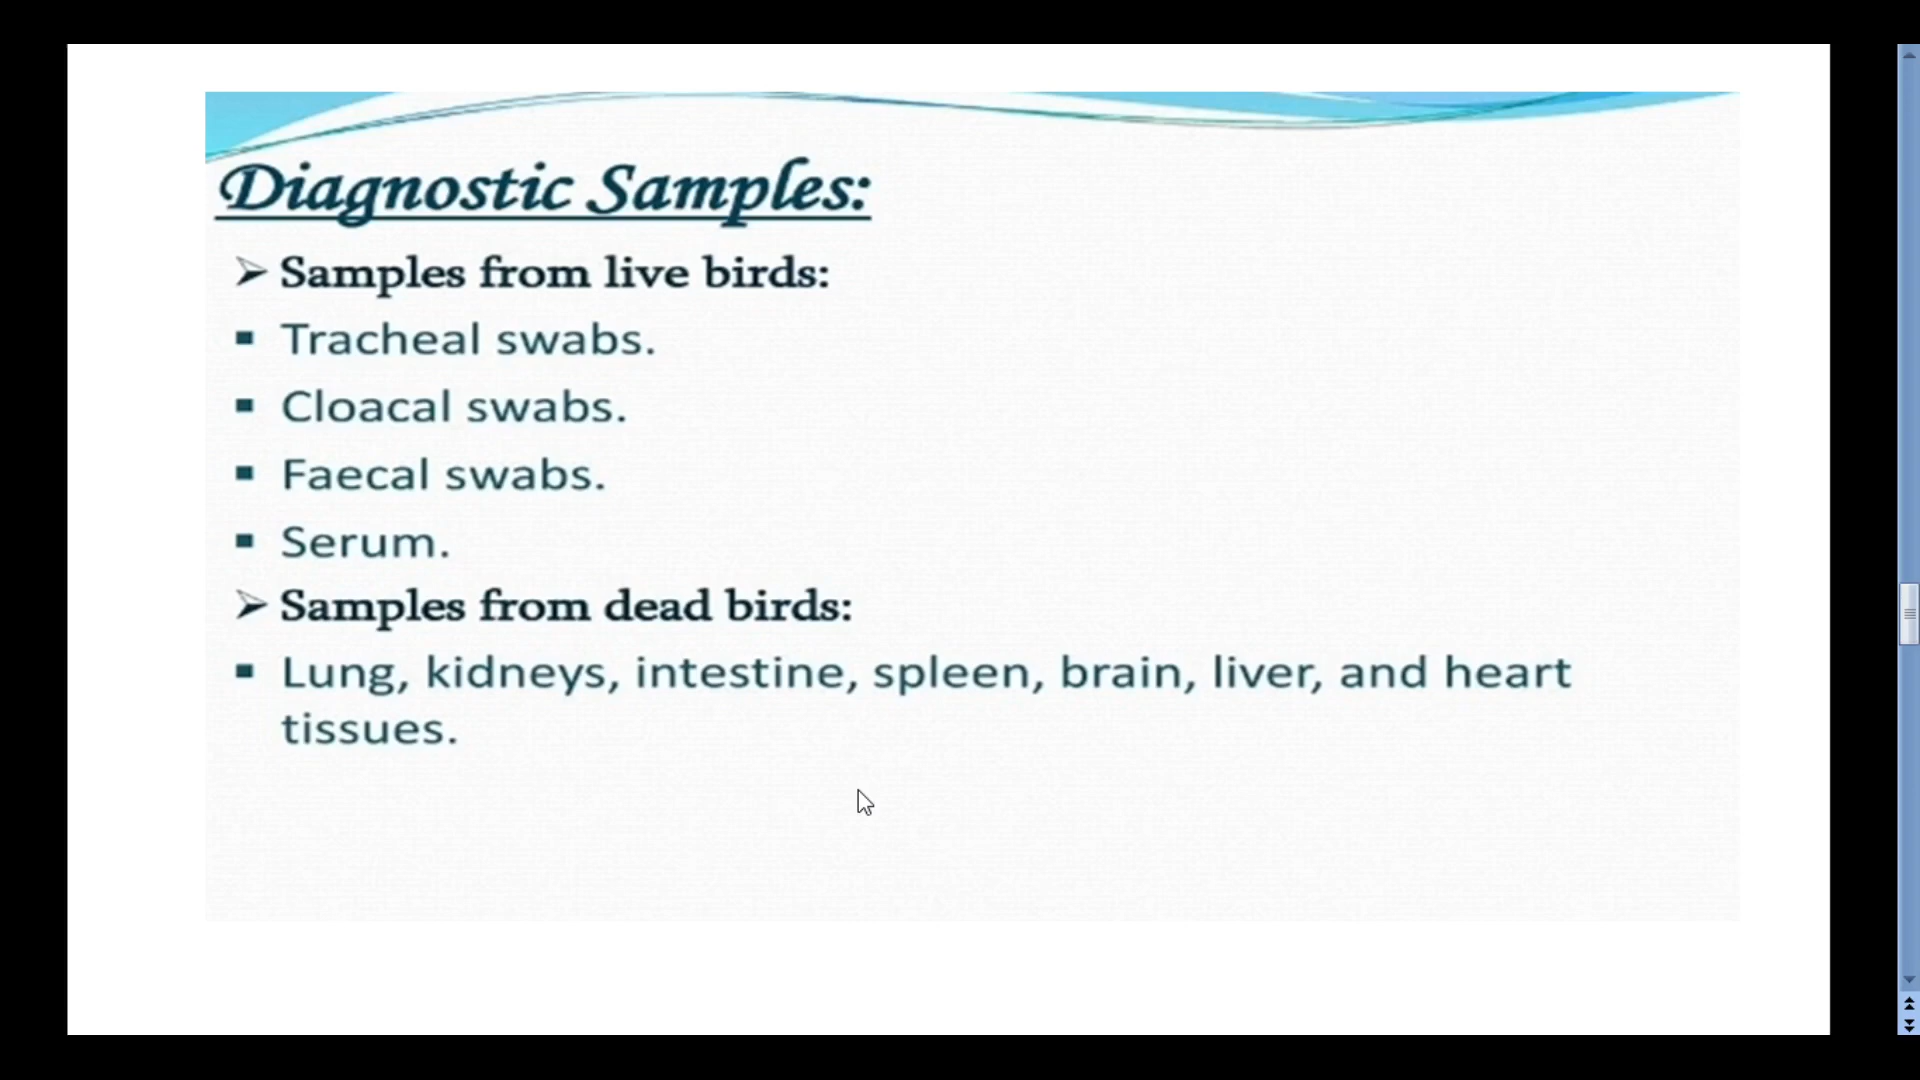 Diagnostic Samples:
Samples from live birds:
Tracheal swabs.
Cloacal swabs.
Faecal swabs.
Serum.
Samples from dead birds:
Lung, kidneys, intestine, spleen, brain, liver, and heart
tissues.